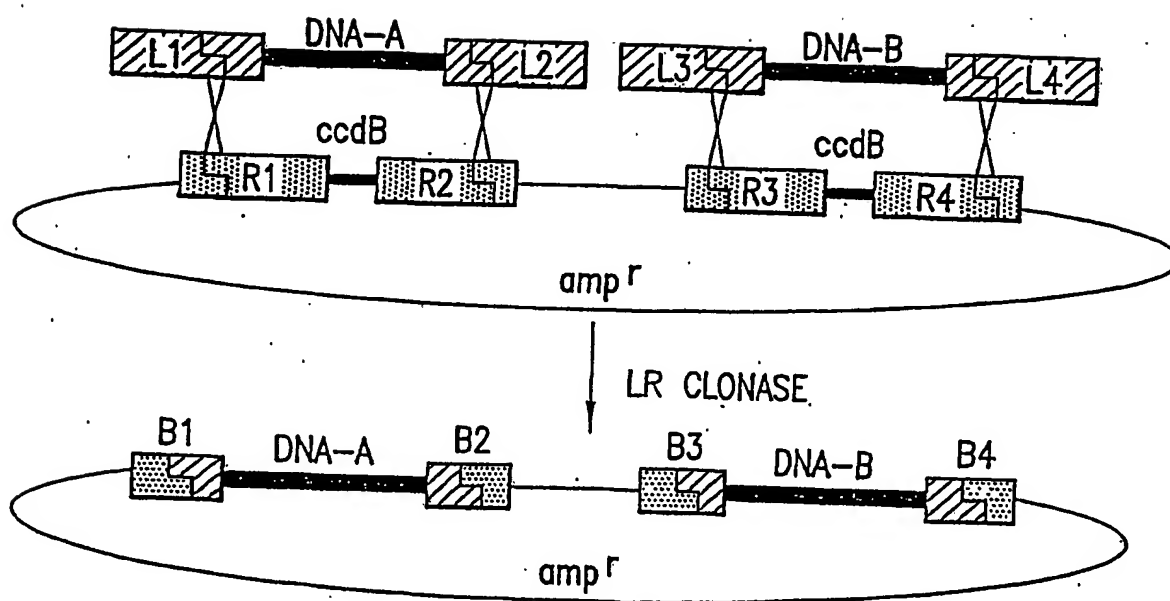 DNA-A
DNA-B
L1
L2
L3
L4
ccdB
ccdB
R1
R2
R3
R4
amp r
LR CLONASE
B1
DNA-A
B2
B3
DNA-B
B4
amp r